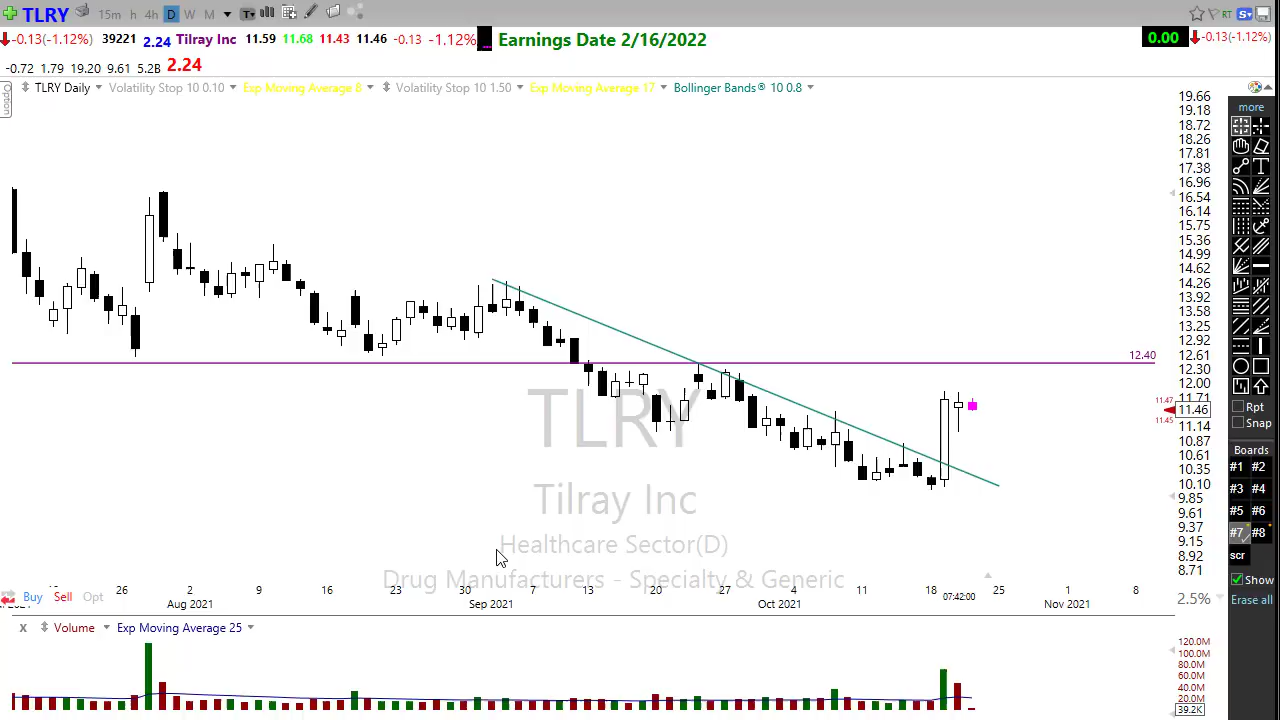 TLRY 15m h 4h D W M T RT S
-0.13(-1.12%) 39221 2.24 Tilray Inc 11.59 11.68 11.43 11.46 -0.13 -1.12% Earnings Date 2/16/2022 0.00 -0.13(-1.12%)
-0.72 1.79 19.20 9.61 5.2B 2.24
Option
TLRY Daily Volatility Stop 10 0.10 Exp Moving Average 8 Volatility Stop 10 1.50 Exp Moving Average 17 Bollinger Bands® 10 0.8
19.66
19.18
18.72
18.26
17.81
17.38
16.96
16.54
16.14
15.75
15.36
14.99
14.62
14.26
13.92
13.58
13.25
12.92
12.61
12.30
12.00
11.71
11.46
11.14
10.87
10.61
10.35
10.10
9.85
9.61
9.37
9.15
8.92
8.71
12.40
11.47
11.45
TLRY
Tilray Inc
Healthcare Sector(D)
Drug Manufacturers - Specialty & Generic
26 2 9 16 23 30 7 13 20 27 4 11 18 07:42:00 25 1 8
Aug 2021 Sep 2021 Oct 2021 Nov 2021
Buy Sell Opt
2.5%
X Volume Exp Moving Average 25
120.0M
100.0M
80.0M
60.0M
40.0M
20.0M
39.2K
more
T
Rpt
Snap
Boards
#1 #2
#3 #4
#5 #6
#7 #8
scr
Show
Erase all